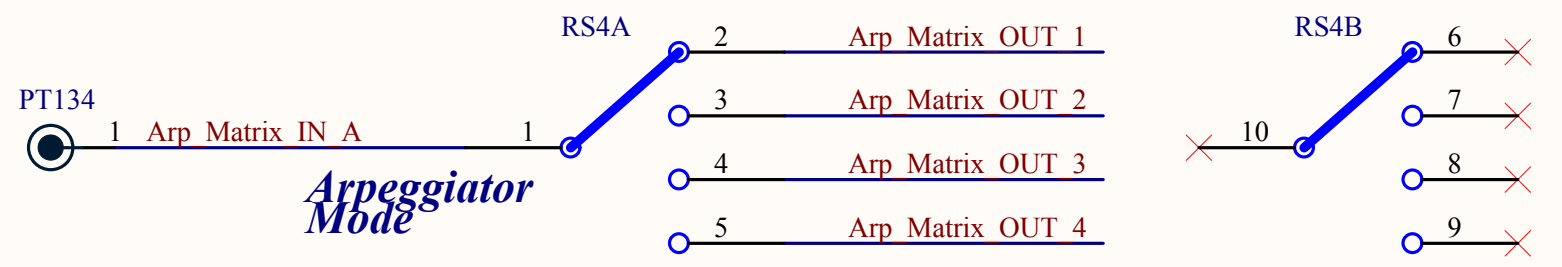 RS4A
2
Arp_Matrix_OUT_1
RS4B
6
PT134
3
Arp_Matrix_OUT_2
7
1
Arp_Matrix_IN_A
1
10
4
Arp_Matrix_OUT_3
8
Arpeggiator
Mode
5
Arp_Matrix_OUT_4
9